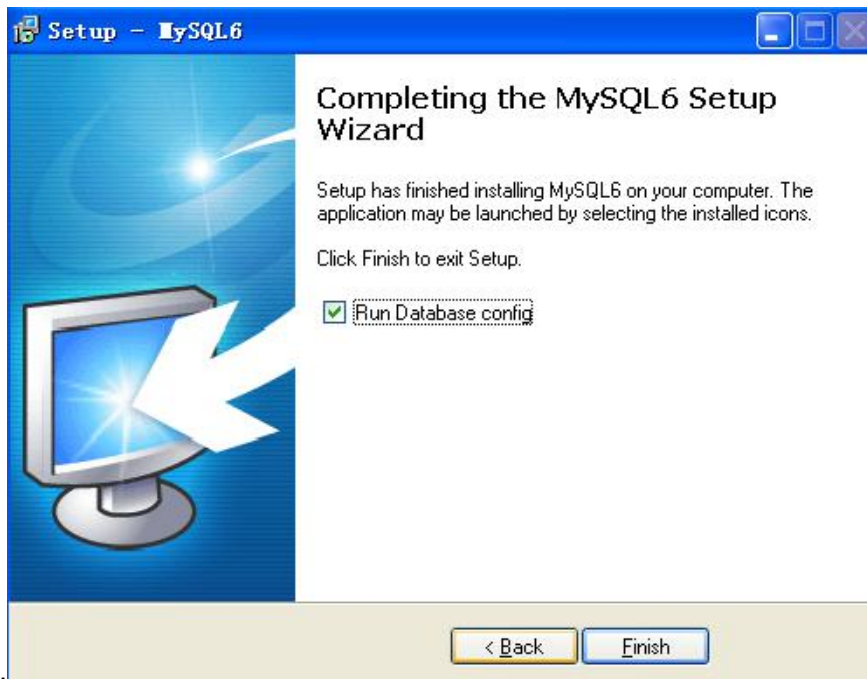 Setup - MySQL6
Completing the MySQL6 Setup
Wizard
Setup has finished installing MySQL6 on your computer. The
application may be launched by selecting the installed icons.
Click Finish to exit Setup.
Run Database config
< Back
Finish